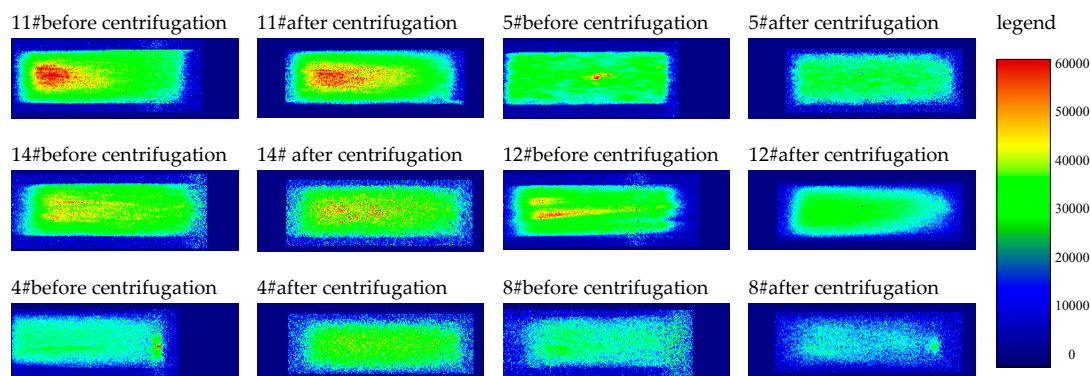 11#before centrifugation
11#after centrifugation
5#before centrifugation
5#after centrifugation
legend
60000
50000
40000
30000
20000
10000
0
14#before centrifugation
14# after centrifugation
12#before centrifugation
12#after centrifugation
4#before centrifugation
4#after centrifugation
8#before centrifugation
8#after centrifugation